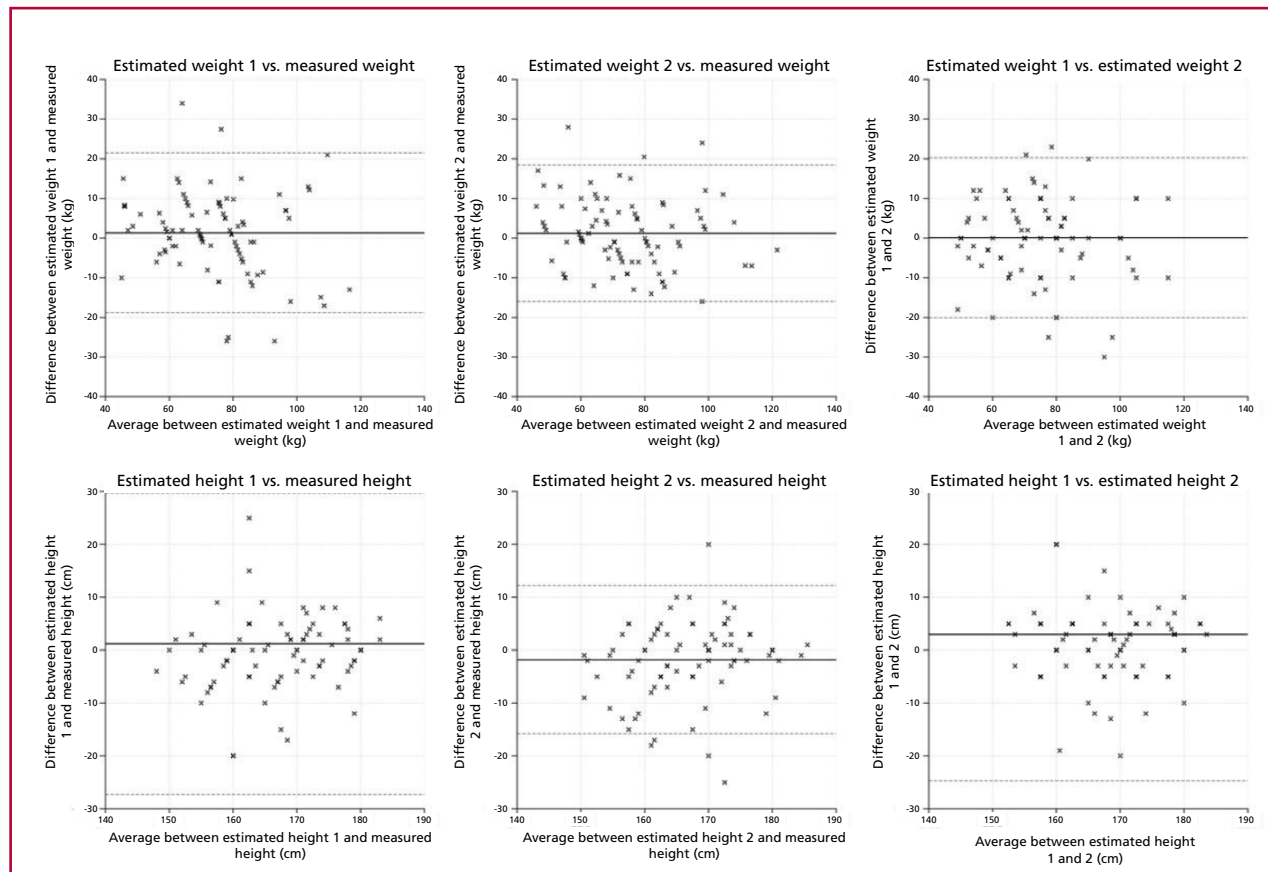 Estimated weight 1 vs. measured weight
Difference between estimated weight 1 and measured
weight (kg)
40
30
20
10
0
-10
-20
-30
-40
40
60
80
100
120
140
Average between estimated weight 1 and measured
weight (kg)
Estimated weight 2 vs. measured weight
Difference between estimated weight 2 and measured
weight (kg)
40
30
20
10
0
-10
-20
-30
-40
40
60
80
100
120
140
Average between estimated weight 2 and measured
weight (kg)
Estimated weight 1 vs. estimated weight 2
Difference between estimated weight
1 and 2 (kg)
40
30
20
10
0
-10
-20
-30
-40
40
60
80
100
120
140
Average between estimated weight
1 and 2 (kg)
Estimated height 1 vs. measured height
Difference between estimated height
1 and measured height (cm)
30
20
10
0
-10
-20
-30
140
150
160
170
180
190
Average between estimated height 1 and measured
height (cm)
Estimated height 2 vs. measured height
Difference between estimated height
2 and measured height (cm)
30
20
10
0
-10
-20
-30
140
150
160
170
180
190
Average between estimated height 2 and measured
height (cm)
Estimated height 1 vs. estimated height 2
Difference between estimated height
1 and 2 (cm)
30
20
10
0
-10
-20
-30
140
150
160
170
180
190
Average between estimated height
1 and 2 (cm)